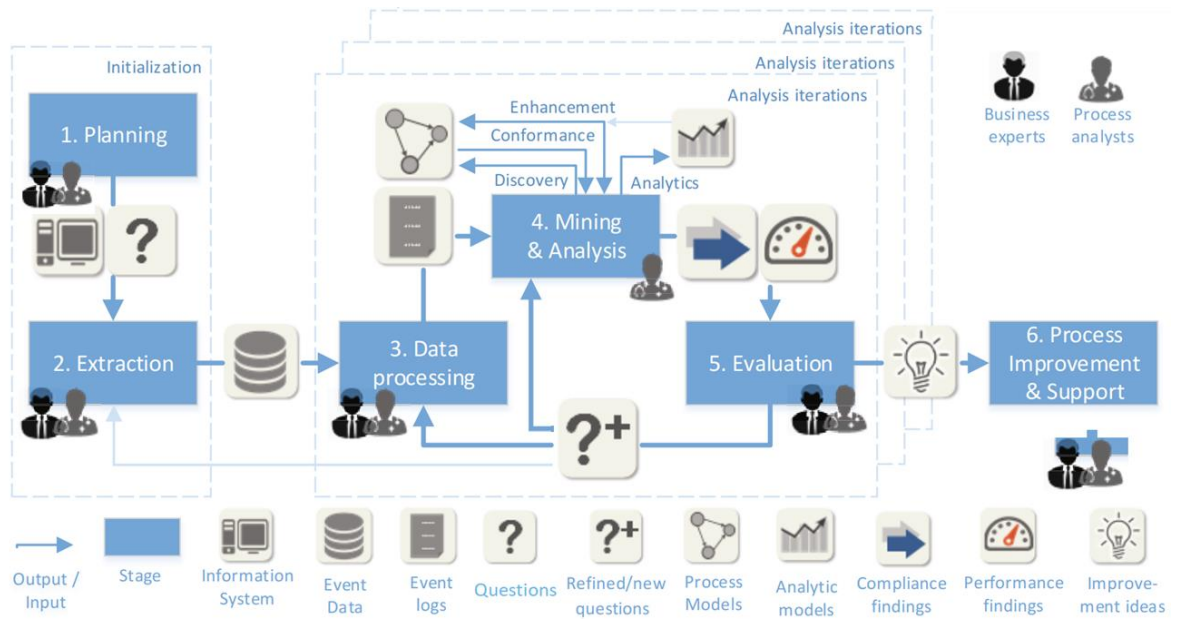 Analysis iterations
Analysis iterations
Analysis iterations
Initialization
Business
experts
Process
analysts
1. Planning
Enhancement
Conformance
Discovery
Analytics
?
4. Mining
& Analysis
2. Extraction
3. Data
processing
5. Evaluation
6. Process
Improvement
& Support
?+
?
?+
Output /
Input
Stage
Information
System
Event
Data
Event
logs
Questions
Refined/new
questions
Process
Models
Analytic
models
Compliance
findings
Performance
findings
Improve-
ment ideas